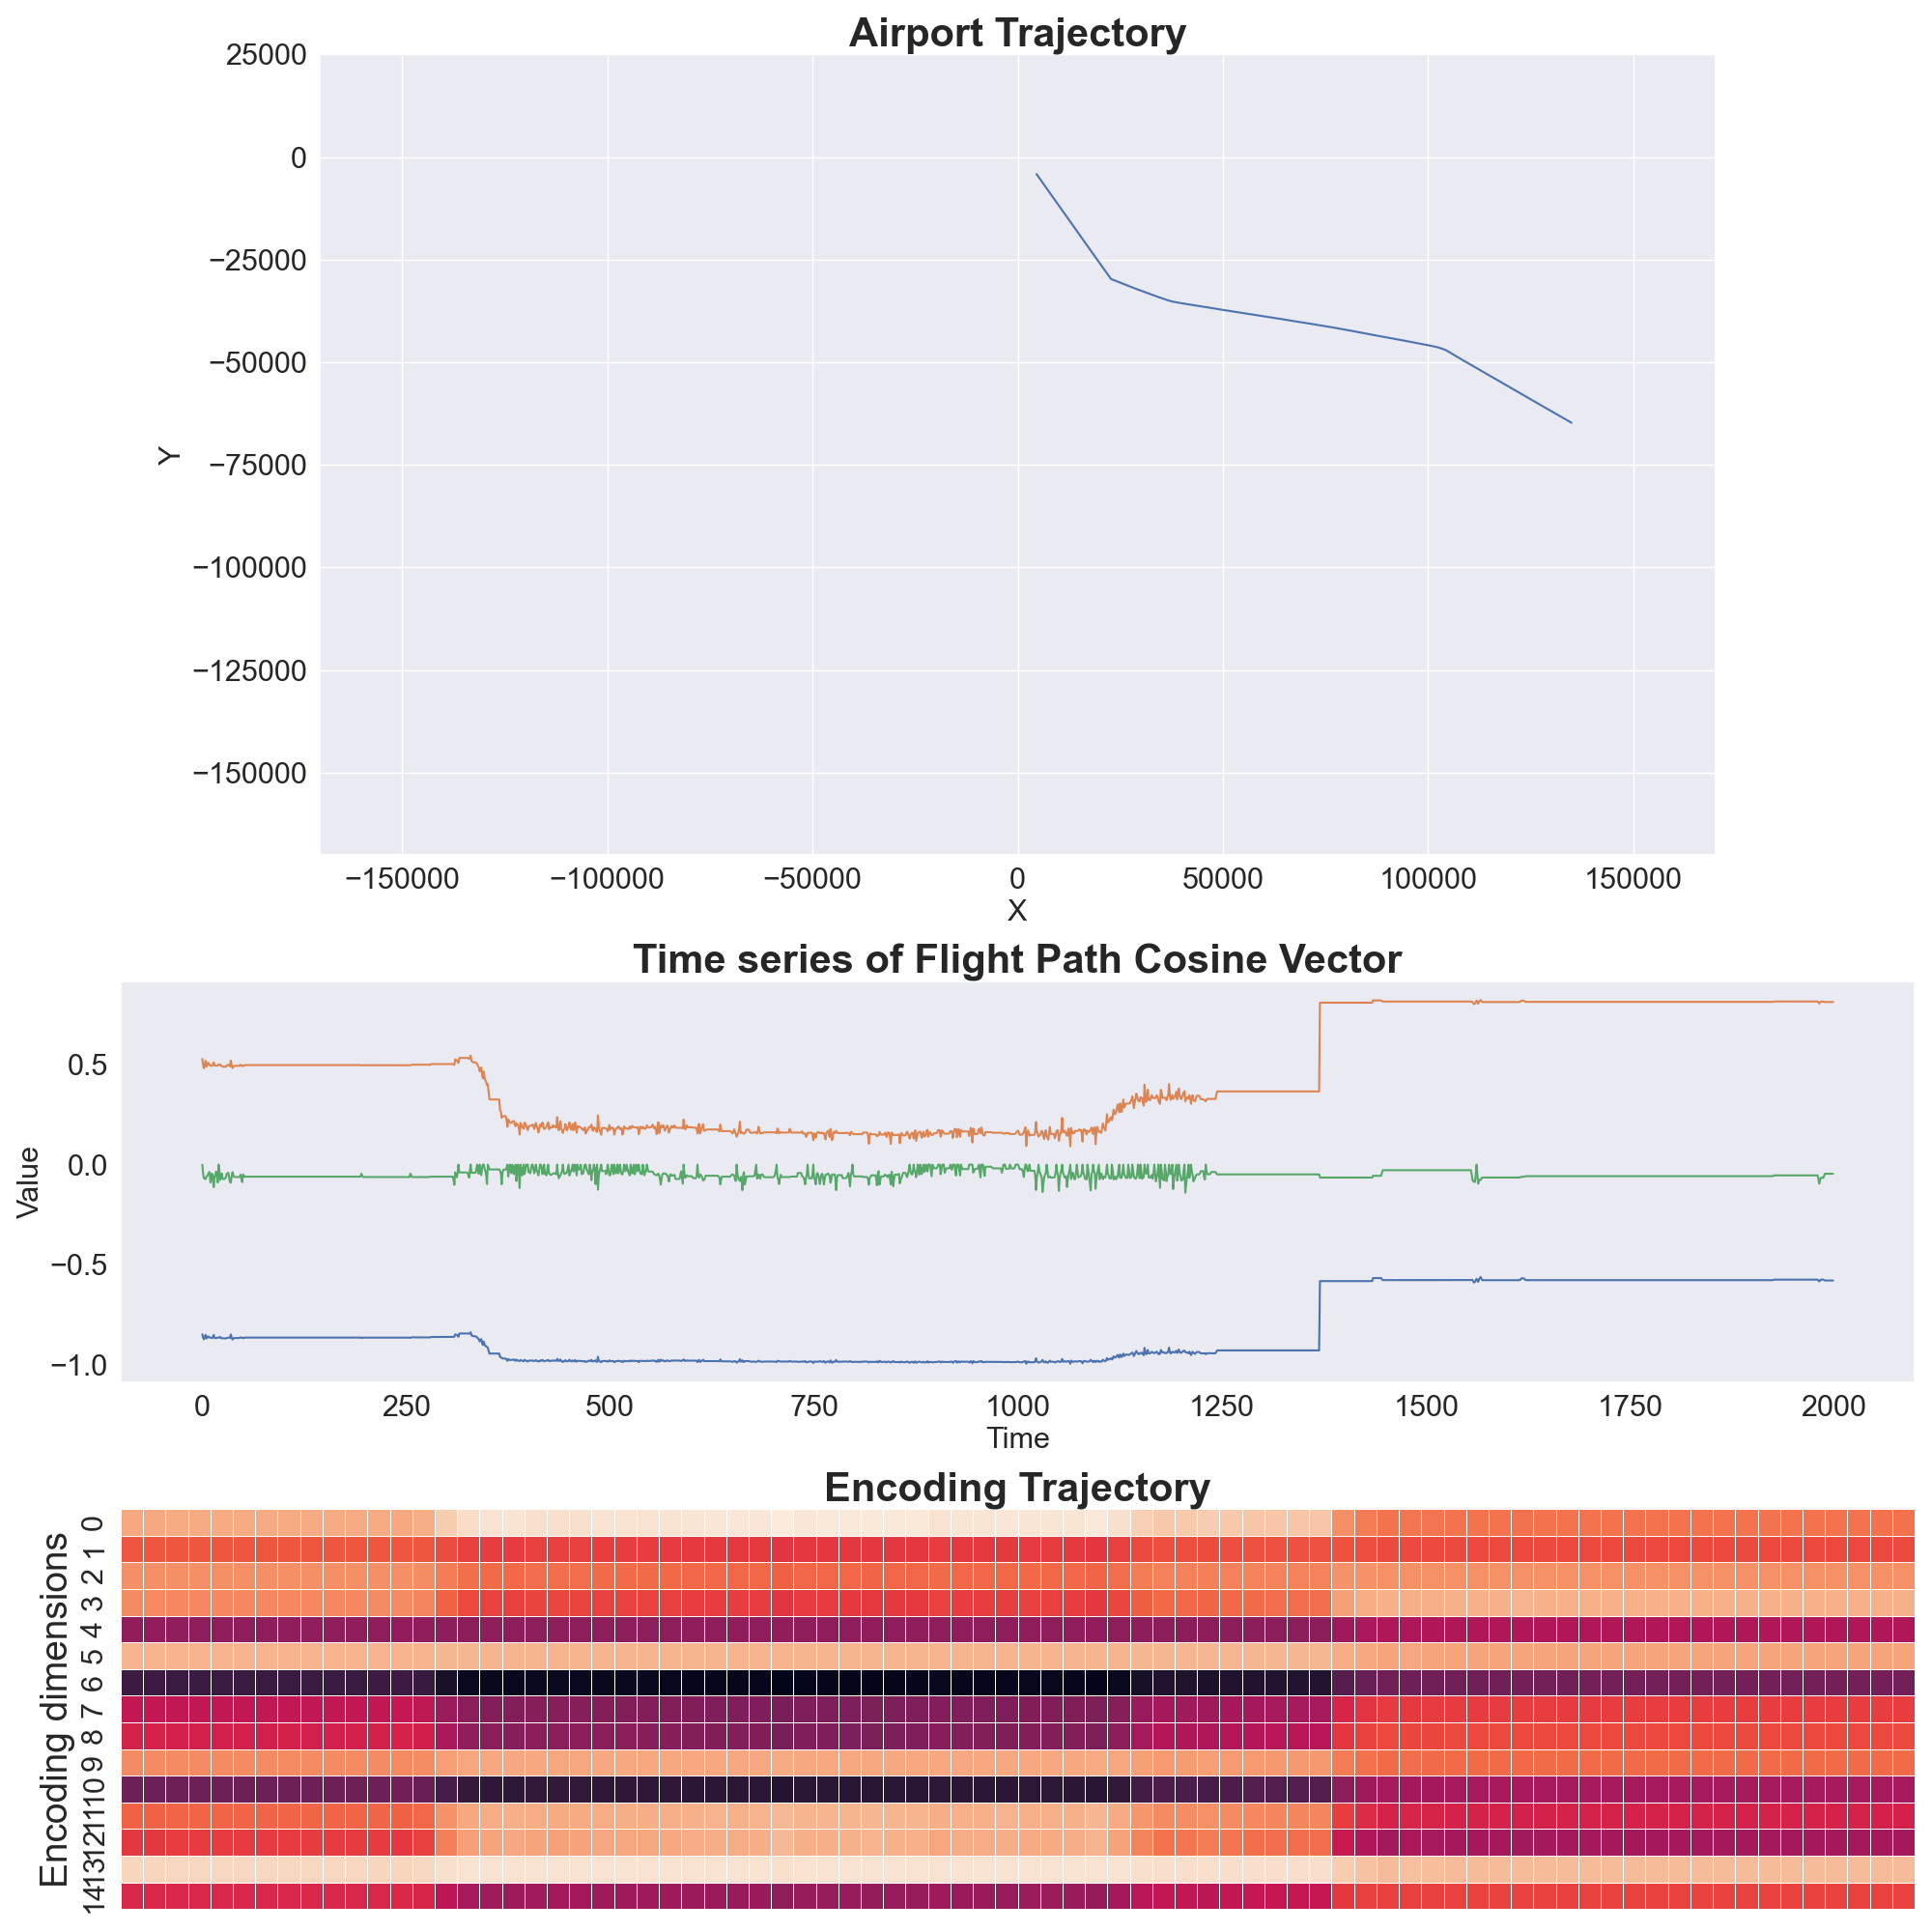 Airport Trajectory
25000
0
−25000
−50000
−75000
−100000
−125000
−150000
Y
−150000 −100000 −50000 0 50000 100000 150000
X
Time series of Flight Path Cosine Vector
0.5
0.0
−0.5
−1.0
Value
0 250 500 750 1000 1250 1500 1750 2000
Time
Encoding Trajectory
Encoding dimensions
0
1
2
3
4
5
6
7
8
9
10
11
12
13
14